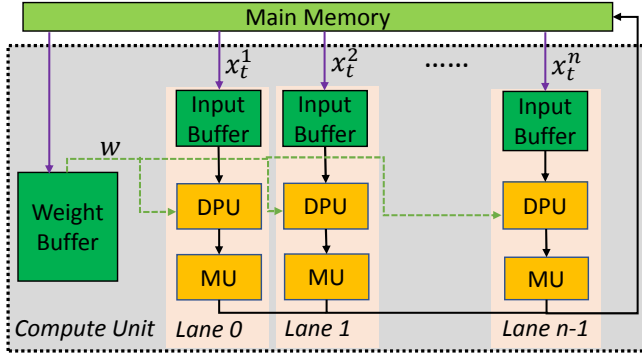 Main Memory
x_t^1
x_t^2
......
x_t^n
Input
Buffer
Input
Buffer
Input
Buffer
w
Weight
Buffer
DPU
DPU
DPU
MU
MU
MU
Compute Unit
Lane 0
Lane 1
Lane n-1